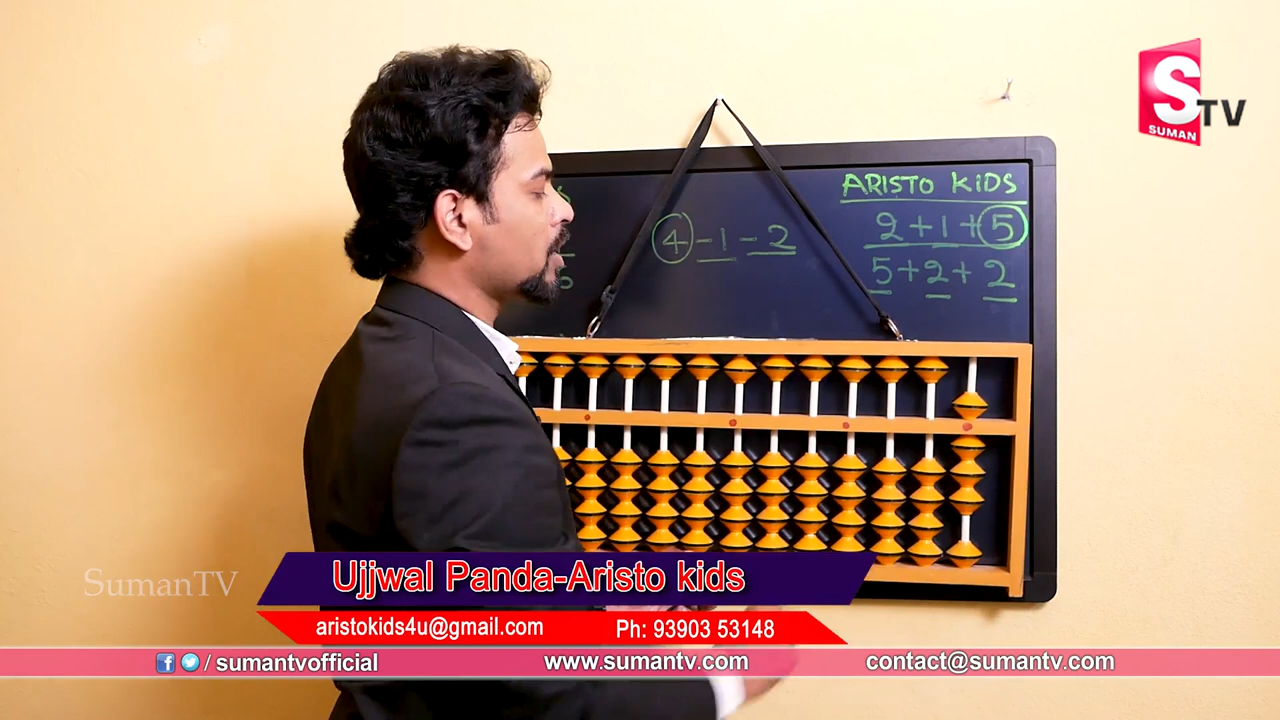 S TV
SUMAN
ARISTO KIDS
4 - 1 - 2
2 + 1 + 5
5 + 2 + 2
SumanTV
Ujjwal Panda-Aristo kids
aristokids4u@gmail.com
Ph: 93903 53148
/ sumantvofficial
www.sumantv.com
contact@sumantv.com